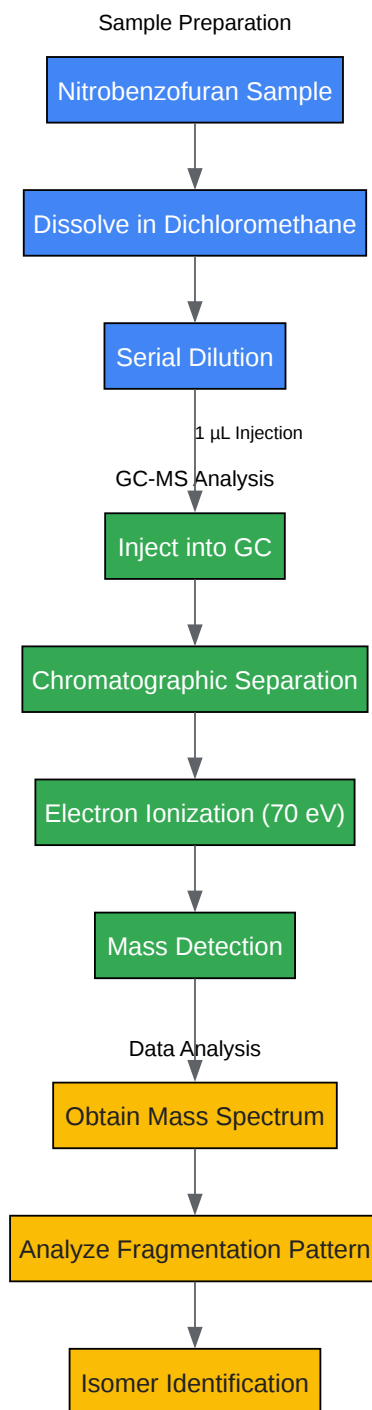 Sample Preparation
Nitrobenzofuran Sample
Dissolve in Dichloromethane
Serial Dilution
1 µL Injection
GC-MS Analysis
Inject into GC
Chromatographic Separation
Electron Ionization (70 eV)
Mass Detection
Data Analysis
Obtain Mass Spectrum
Analyze Fragmentation Pattern
Isomer Identification